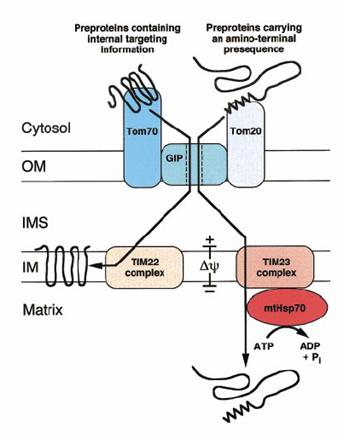 Preproteins containing
internal targeting
information
Preproteins carrying
an amino-terminal
presequence
Cytosol
Tom70
Tom20
GIP
OM
IMS
+
IM
TIM22
complex
Δψ
TIM23
complex
–
Matrix
mtHsp70
ATP
ADP
+ Pi